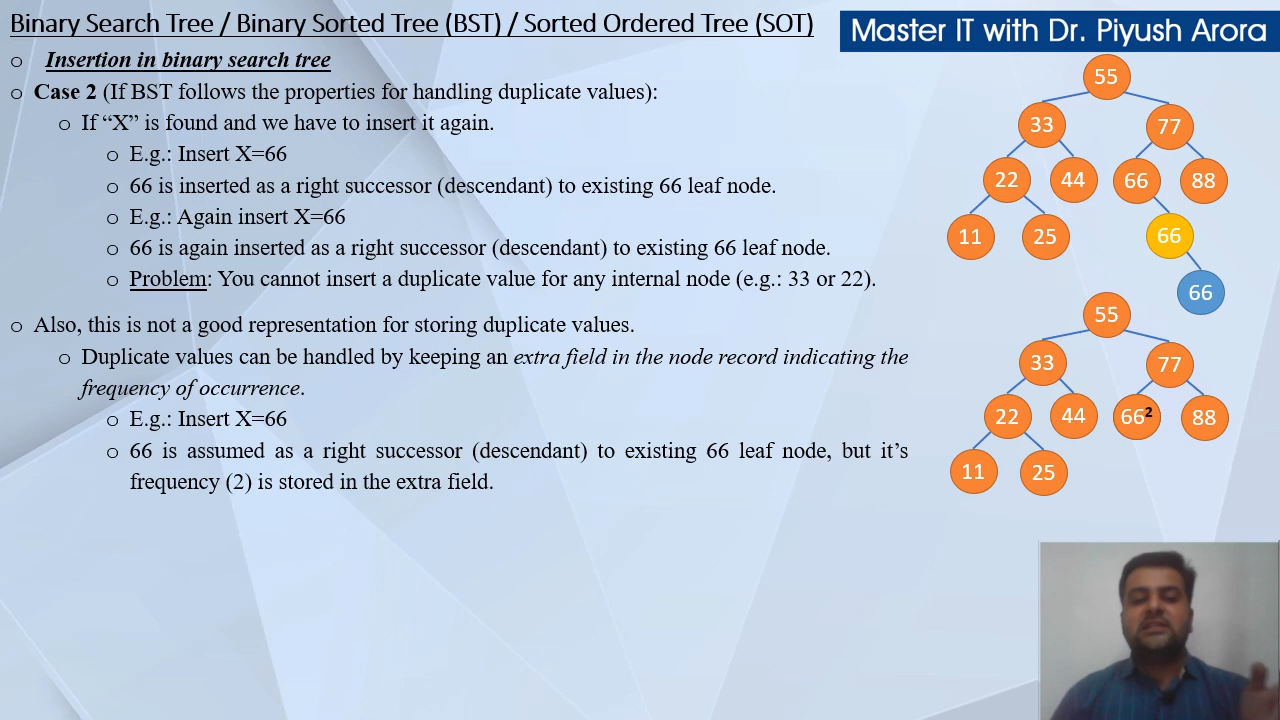 Binary Search Tree / Binary Sorted Tree (BST) / Sorted Ordered Tree (SOT)
Master IT with Dr. Piyush Arora
o Insertion in binary search tree
o Case 2 (If BST follows the properties for handling duplicate values):
o If “X” is found and we have to insert it again.
o E.g.: Insert X=66
o 66 is inserted as a right successor (descendant) to existing 66 leaf node.
o E.g.: Again insert X=66
o 66 is again inserted as a right successor (descendant) to existing 66 leaf node.
o Problem: You cannot insert a duplicate value for any internal node (e.g.: 33 or 22).
o Also, this is not a good representation for storing duplicate values.
o Duplicate values can be handled by keeping an extra field in the node record indicating the
frequency of occurrence.
o E.g.: Insert X=66
o 66 is assumed as a right successor (descendant) to existing 66 leaf node, but it’s
frequency (2) is stored in the extra field.
55
33 77
22 44 66 88
11 25 66
66
55
33 77
22 44 66² 88
11 25